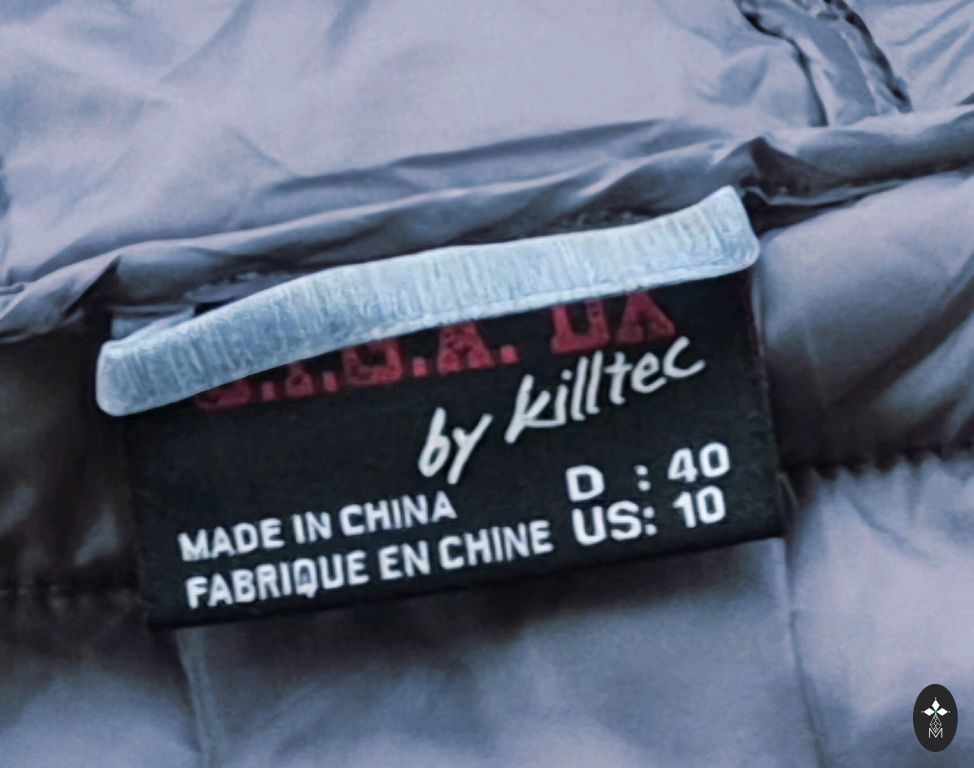 by killtec
D : 40
US: 10
MADE IN CHINA
FABRIQUE EN CHINE